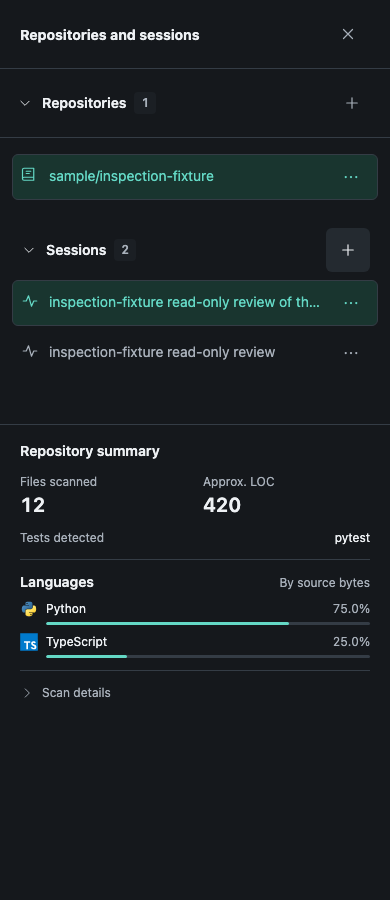 Repositories and sessions
Repositories 1
sample/inspection-fixture
Sessions 2
inspection-fixture read-only review of th...
inspection-fixture read-only review
Repository summary
Files scanned Approx. LOC
12 420
Tests detected pytest
Languages By source bytes
Python 75.0%
TS TypeScript 25.0%
Scan details